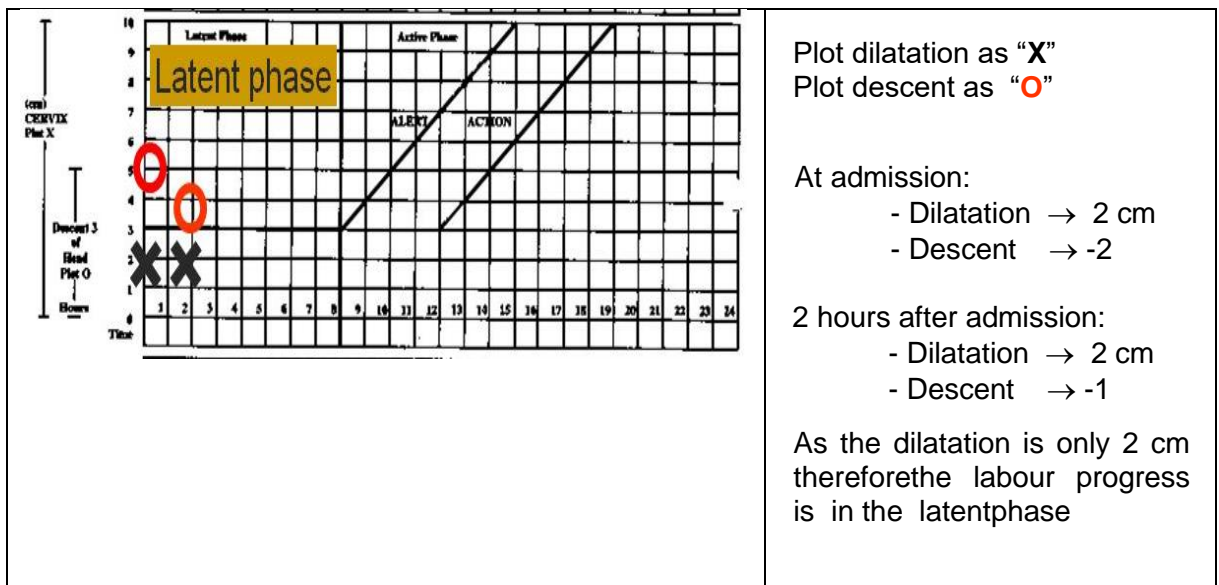 10
Latent Phase
Active Phase
9
8
Latent phase
7
(cm)
CERVIX
Plot X
ALERT
ACTION
6
5
4
Descent 3
of
Head
Plot O
3
2
X X
1
Hours
1 2 3 4 5 6 7 8 9 10 11 12 13 14 15 16 17 18 19 20 21 22 23 24
0
Time
Plot dilatation as “X”
Plot descent as “O”
At admission:
- Dilatation → 2 cm
- Descent → -2
2 hours after admission:
- Dilatation → 2 cm
- Descent → -1
As the dilatation is only 2 cm
thereforethe labour progress
is in the latentphase